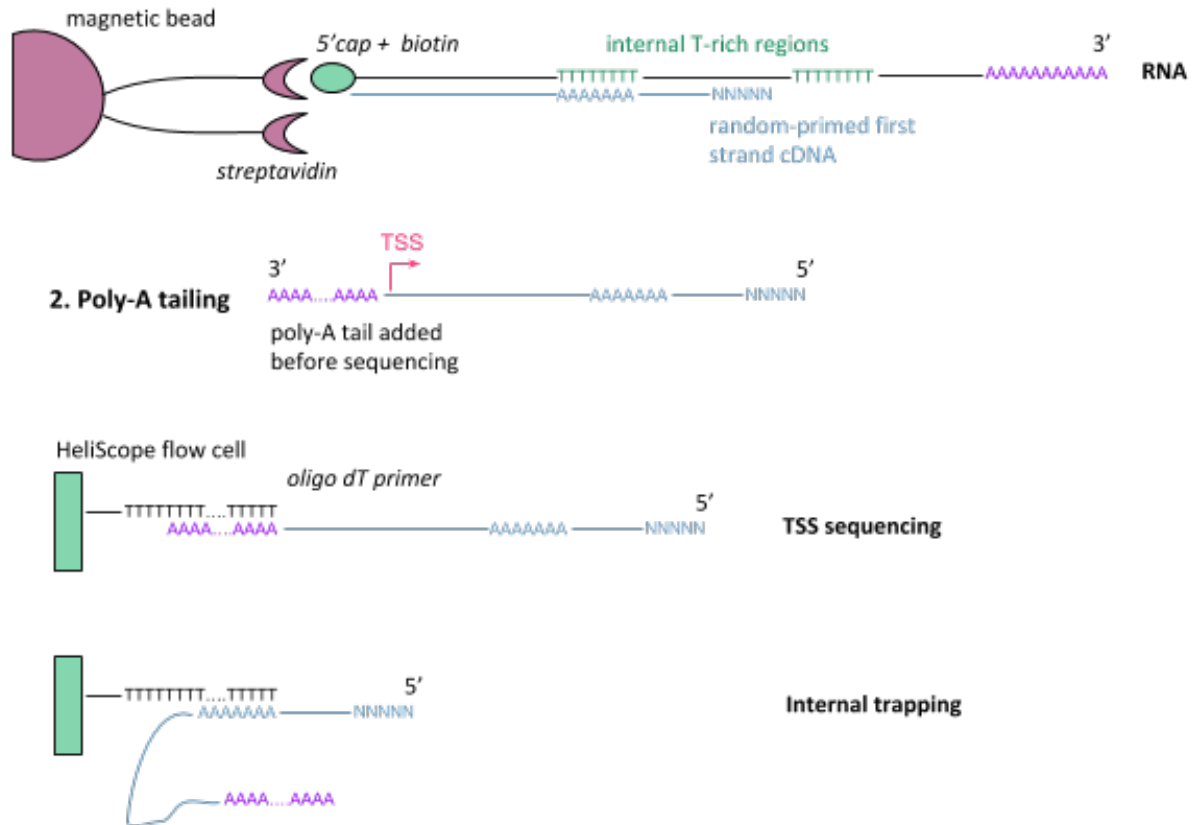 magnetic bead
5'cap + biotin
internal T-rich regions
3'
TTTTTTTT
TTTTTTTT
AAAAAAAAAAA
RNA
AAAAAAA
NNNNN
random-primed first
strand cDNA
streptavidin
TSS
3'
5'
2. Poly-A tailing
AAAA....AAAA
AAAAAAA
NNNNN
poly-A tail added
before sequencing
HeliScope flow cell
oligo dT primer
5'
TTTTTTTT....TTTTT
AAAA....AAAA
AAAAAAA
NNNNN
TSS sequencing
5'
TTTTTTTT....TTTTT
AAAAAAA
NNNNN
Internal trapping
AAAA....AAAA